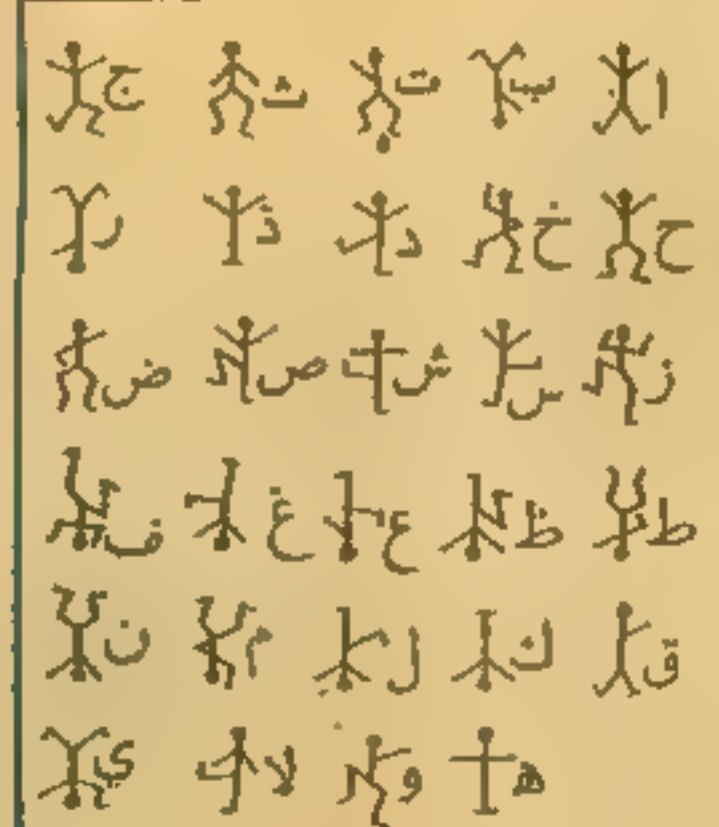 ا ب ت ث ج
ح خ د ذ ر
ز س ش ص ض
ط ظ ع غ ف
ق ك ل م ن
ه و لا ي